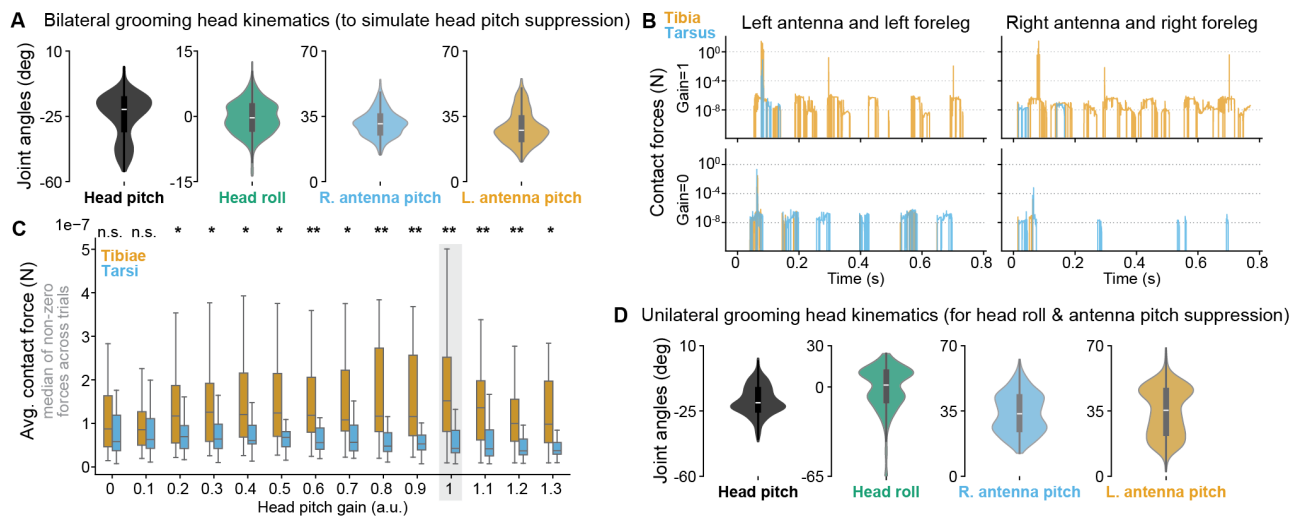 A Bilateral grooming head kinematics (to simulate head pitch suppression)
Joint angles (deg)
10
-25
-60
Head pitch
15
0
-15
Head roll
70
35
0
R. antenna pitch
70
35
0
L. antenna pitch
B
Tibia
Tarsus
Left antenna and left foreleg
Right antenna and right foreleg
Contact forces (N)
Gain=1
10⁰
10⁻⁴
10⁻⁸
Gain=0
10⁰
10⁻⁴
10⁻⁸
0 0.2 0.4 0.6 0.8
Time (s)
0 0.2 0.4 0.6 0.8
Time (s)
C
1e−7
n.s. n.s. * * * * ** * ** ** ** ** ** *
Tibiae
Tarsi
Avg. contact force (N)
median of non-zero
forces across trials
5
4
3
2
1
0
0 0.1 0.2 0.3 0.4 0.5 0.6 0.7 0.8 0.9 1 1.1 1.2 1.3
Head pitch gain (a.u.)
D Unilateral grooming head kinematics (for head roll & antenna pitch suppression)
Joint angles (deg)
10
-25
-60
Head pitch
30
0
-65
Head roll
70
35
0
R. antenna pitch
70
35
0
L. antenna pitch